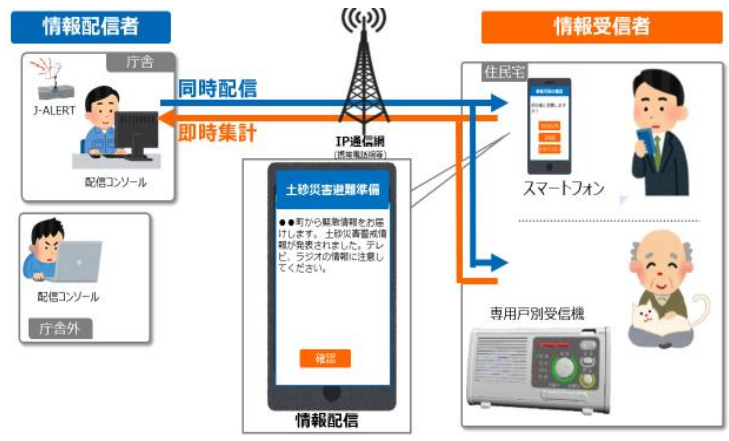 情報配信者
情報受信者
庁舎
J-ALERT
配信コンソール
配信コンソール
庁舎外
同時配信
即時集計
IP通信網
(携帯電話網等)
土砂災害避難準備
●●町から緊急情報をお届
けします。土砂災害警戒情
報が発表されました。テレ
ビ、ラジオの情報に注意し
てください。
確認
情報配信
住民宅
スマートフォン
専用戸別受信機